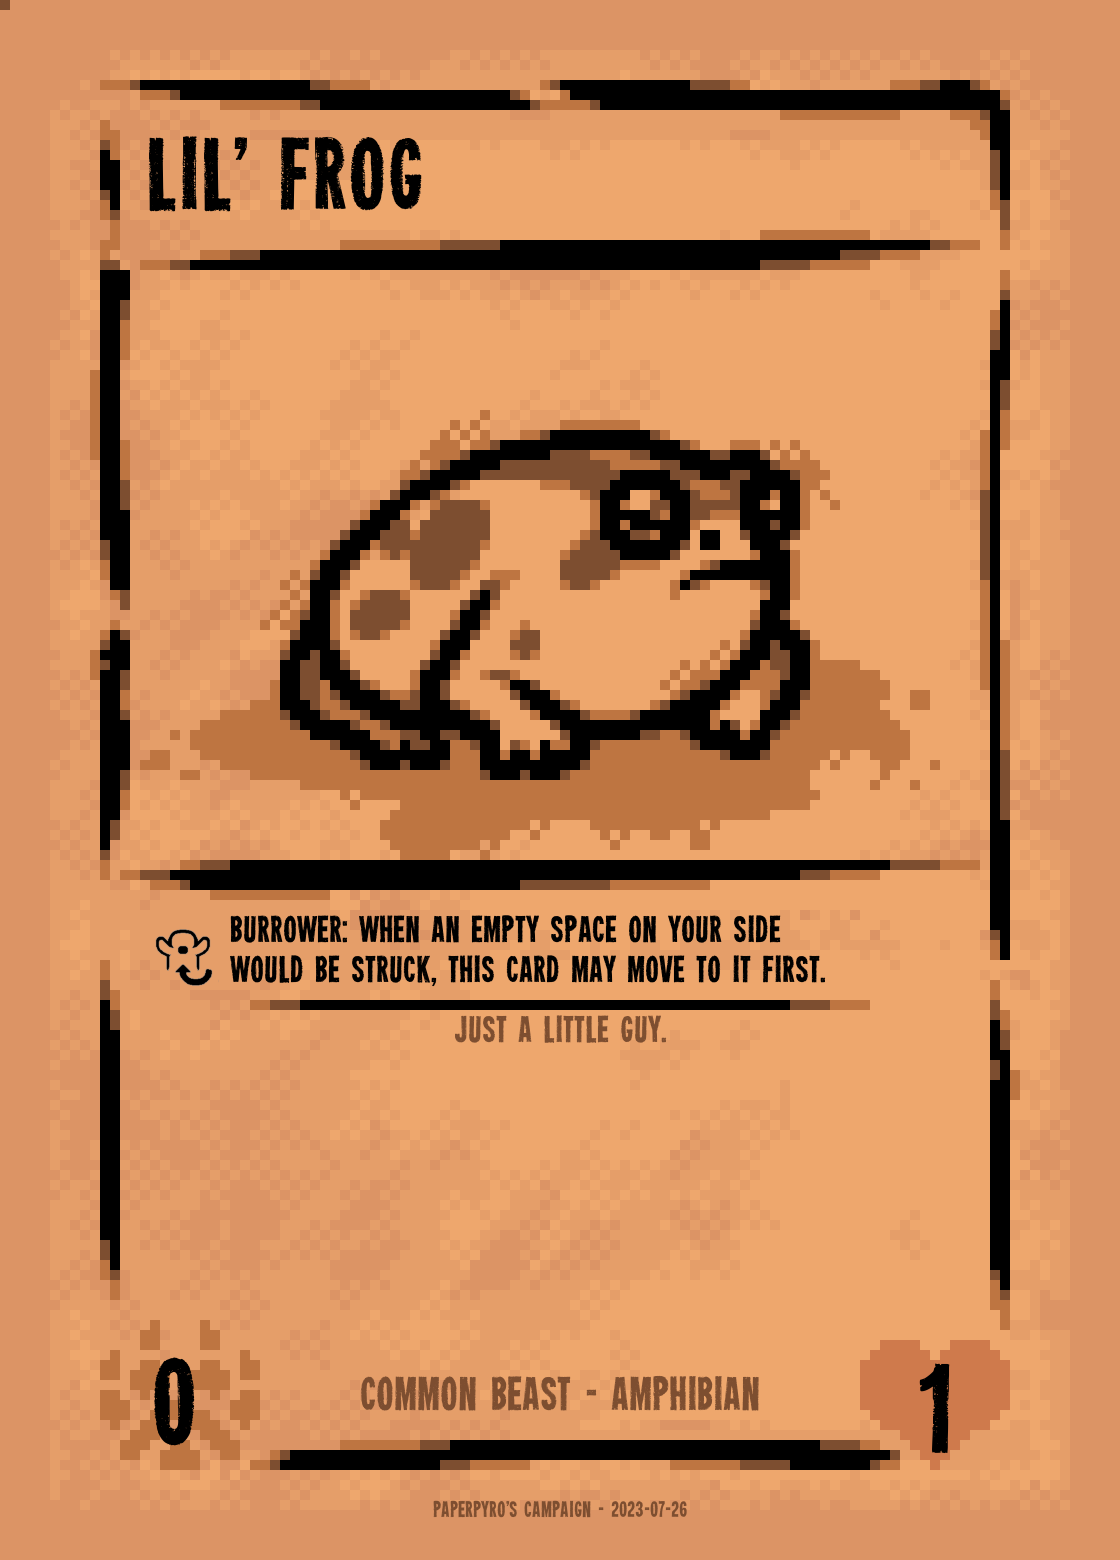 LIL’ FROG
BURROWER: WHEN AN EMPTY SPACE ON YOUR SIDE
WOULD BE STRUCK, THIS CARD MAY MOVE TO IT FIRST.
JUST A LITTLE GUY.
0
COMMON BEAST - AMPHIBIAN
1
PAPERPYRO'S CAMPAIGN - 2023-07-26